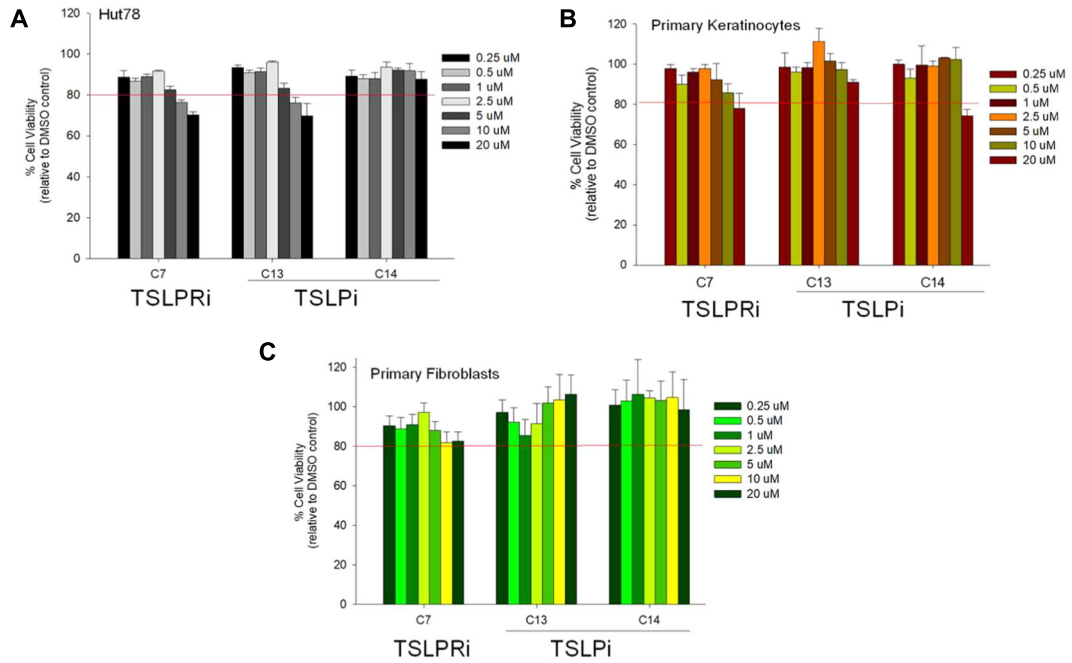 A
Hut78
120
100
80
60
40
20
0
% Cell Viability
(relative to DMSO control)
C7
C13
C14
TSLPRi
TSLPi
0.25 uM
0.5 uM
1 uM
2.5 uM
5 uM
10 uM
20 uM
B
Primary Keratinocytes
120
100
80
60
40
20
0
% Cell Viability
(relative to DMSO control)
C7
C13
C14
TSLPRi
TSLPi
0.25 uM
0.5 uM
1 uM
2.5 uM
5 uM
10 uM
20 uM
C
Primary Fibroblasts
120
100
80
60
40
20
0
% Cell Viability
(relative to DMSO control)
C7
C13
C14
TSLPRi
TSLPi
0.25 uM
0.5 uM
1 uM
2.5 uM
5 uM
10 uM
20 uM